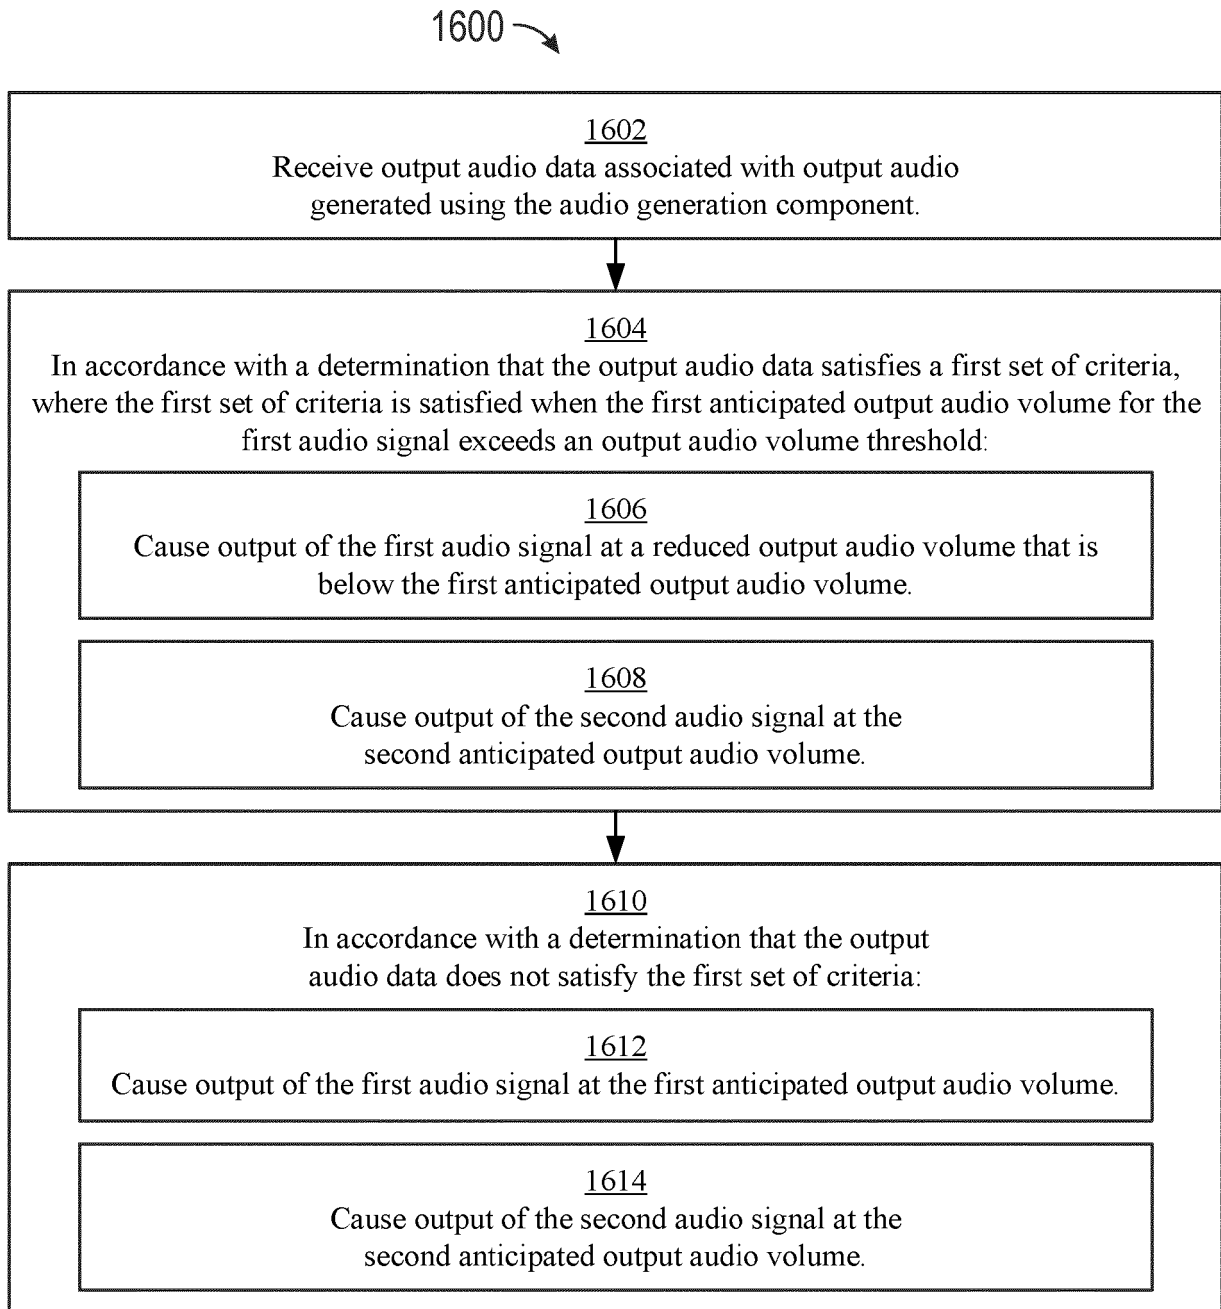 1600
1602
Receive output audio data associated with output audio
generated using the audio generation component.
1604
In accordance with a determination that the output audio data satisfies a first set of criteria,
where the first set of criteria is satisfied when the first anticipated output audio volume for the
first audio signal exceeds an output audio volume threshold:
1606
Cause output of the first audio signal at a reduced output audio volume that is
below the first anticipated output audio volume.
1608
Cause output of the second audio signal at the
second anticipated output audio volume.
1610
In accordance with a determination that the output
audio data does not satisfy the first set of criteria:
1612
Cause output of the first audio signal at the first anticipated output audio volume.
1614
Cause output of the second audio signal at the
second anticipated output audio volume.